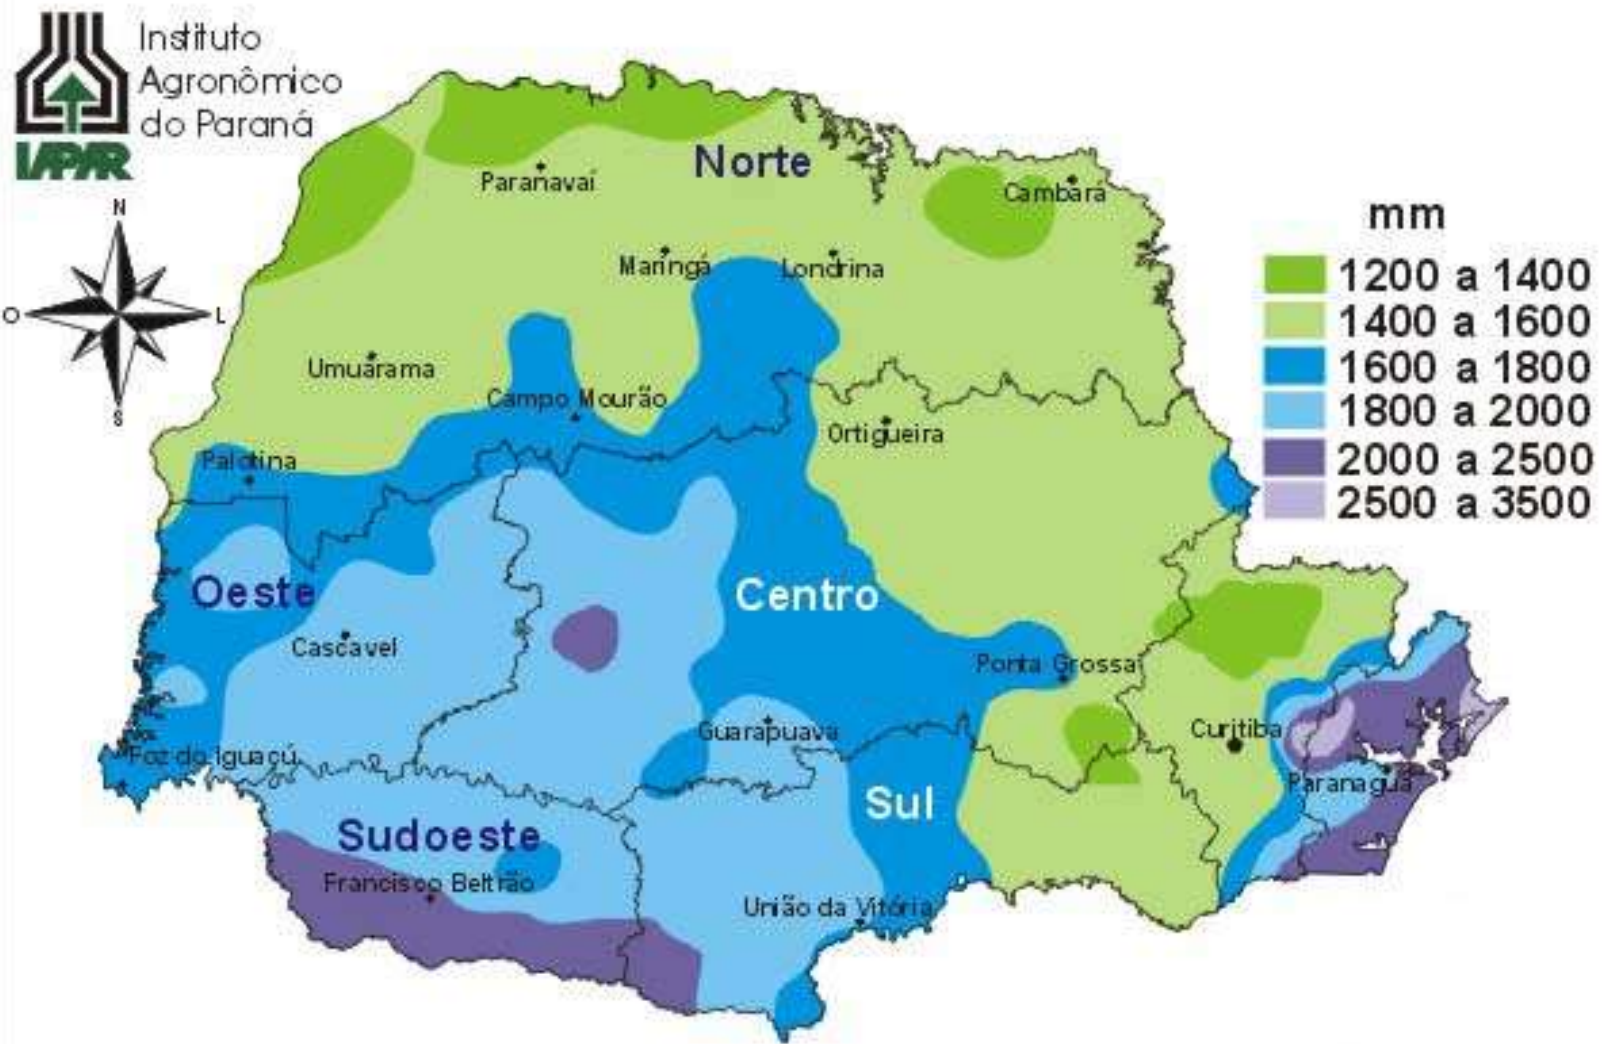 Instituto
Agronômico
do Paraná
IAPAR
N
O
L
S
Norte
Paranavaí
Cambará
Maringá
Londrina
Umuarama
Campo Mourão
Ortigueira
Palotina
Oeste
Centro
Cascavel
Ponta Grossa
Guarapuava
Curitiba
Foz do Iguaçú
Paranaguá
Sul
Sudoeste
Francisco Beltrão
União da Vitória
mm
1200 a 1400
1400 a 1600
1600 a 1800
1800 a 2000
2000 a 2500
2500 a 3500